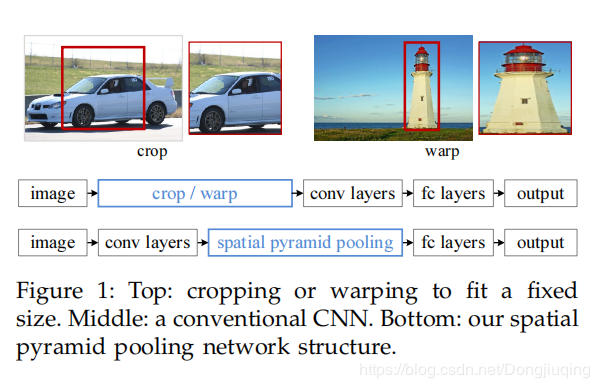 crop
warp
image crop / warp conv layers fc layers output
image conv layers spatial pyramid pooling fc layers output
Figure 1: Top: cropping or warping to fit a fixed
size. Middle: a conventional CNN. Bottom: our spatial
pyramid pooling network structure.
https://blog.csdn.net/Dongjiuqing